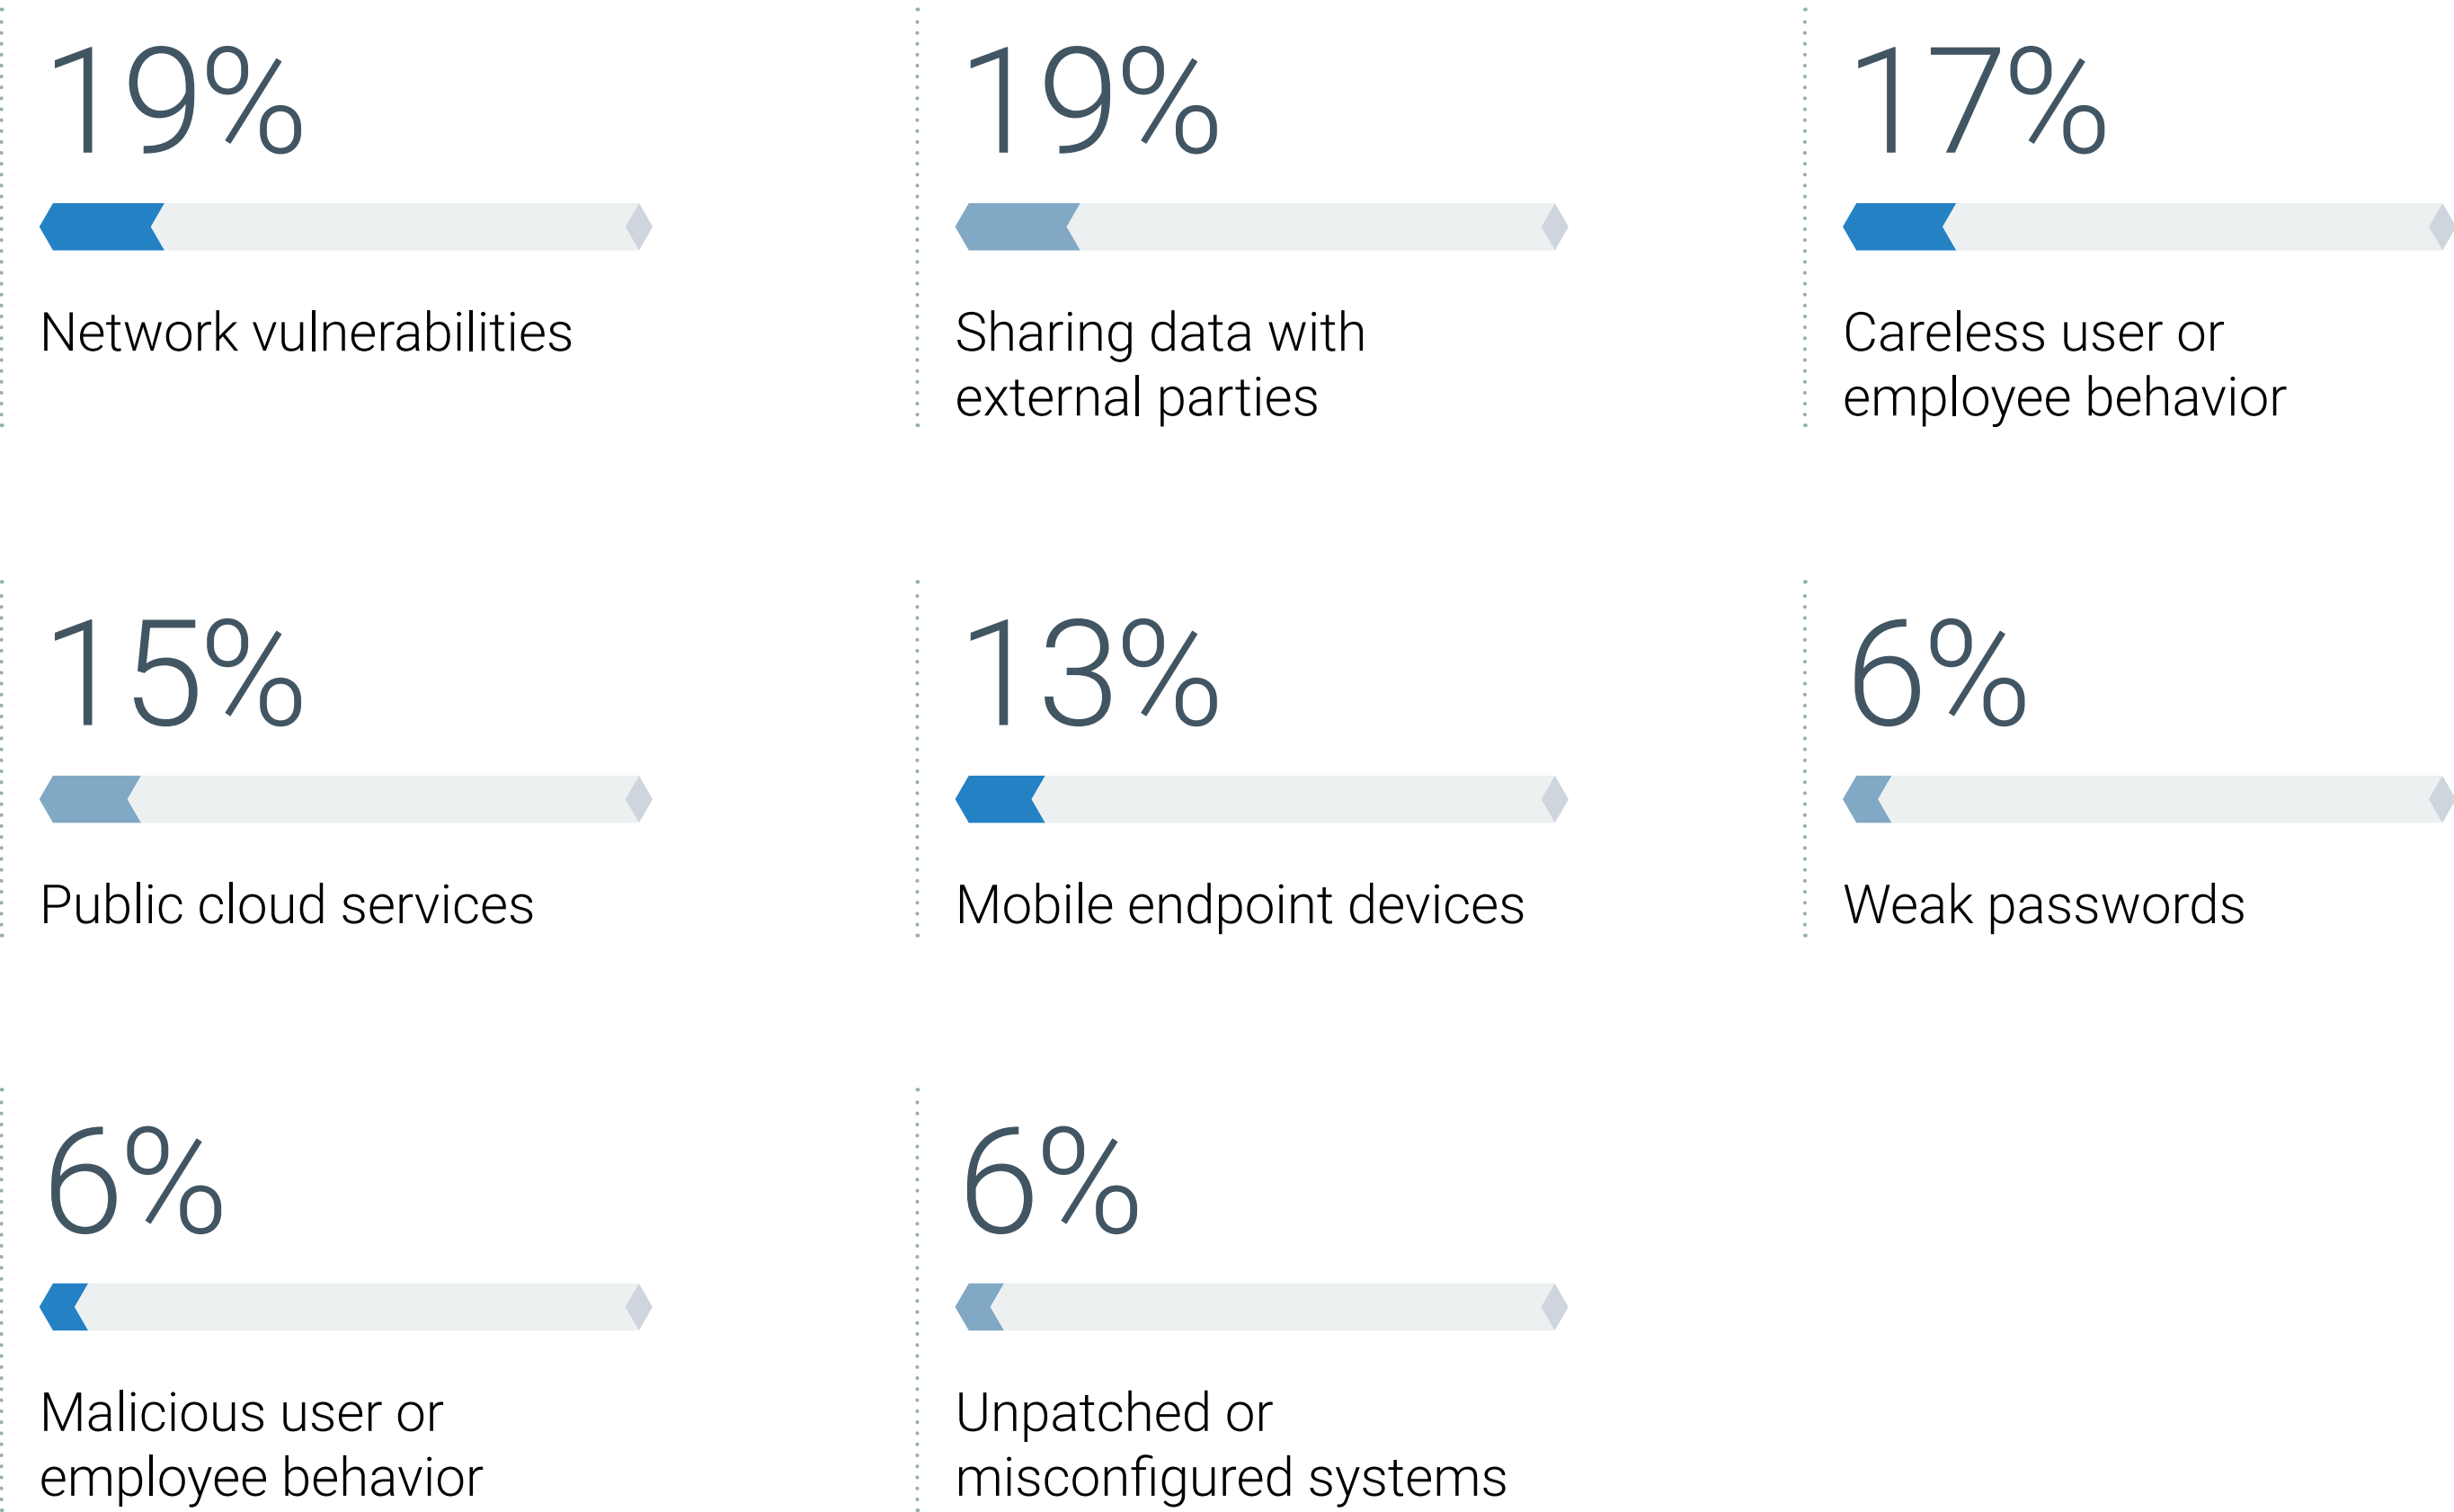 19%
Network vulnerabilities
19%
Sharing data with
external parties
17%
Careless user or
employee behavior
15%
Public cloud services
13%
Mobile endpoint devices
6%
Weak passwords
6%
Malicious user or
employee behavior
6%
Unpatched or
misconfigured systems